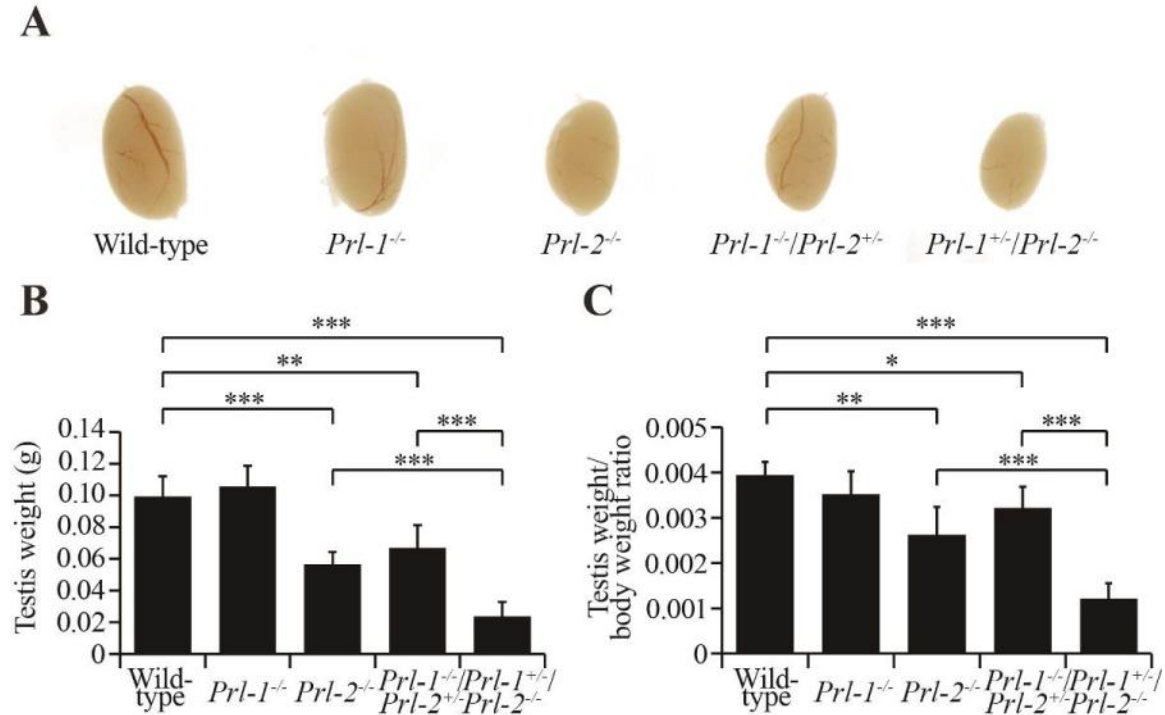 A
Wild-type
Prl-1-/-
Prl-2-/-
Prl-1-/-/Prl-2+/-
Prl-1+/-/Prl-2-/-
B
***
**
***
***
***
Testis weight (g)
0.14
0.12
0.10
0.08
0.06
0.04
0.02
0
Wild-
type
Prl-1-/-
Prl-2-/-
Prl-1-/-/
Prl-2+/-
Prl-1+/-/
Prl-2-/-
C
***
*
**
***
***
Testis weight/
body weight ratio
0.005
0.004
0.003
0.002
0.001
0
Wild-
type
Prl-1-/-
Prl-2-/-
Prl-1-/-/
Prl-2+/-
Prl-1+/-/
Prl-2-/-